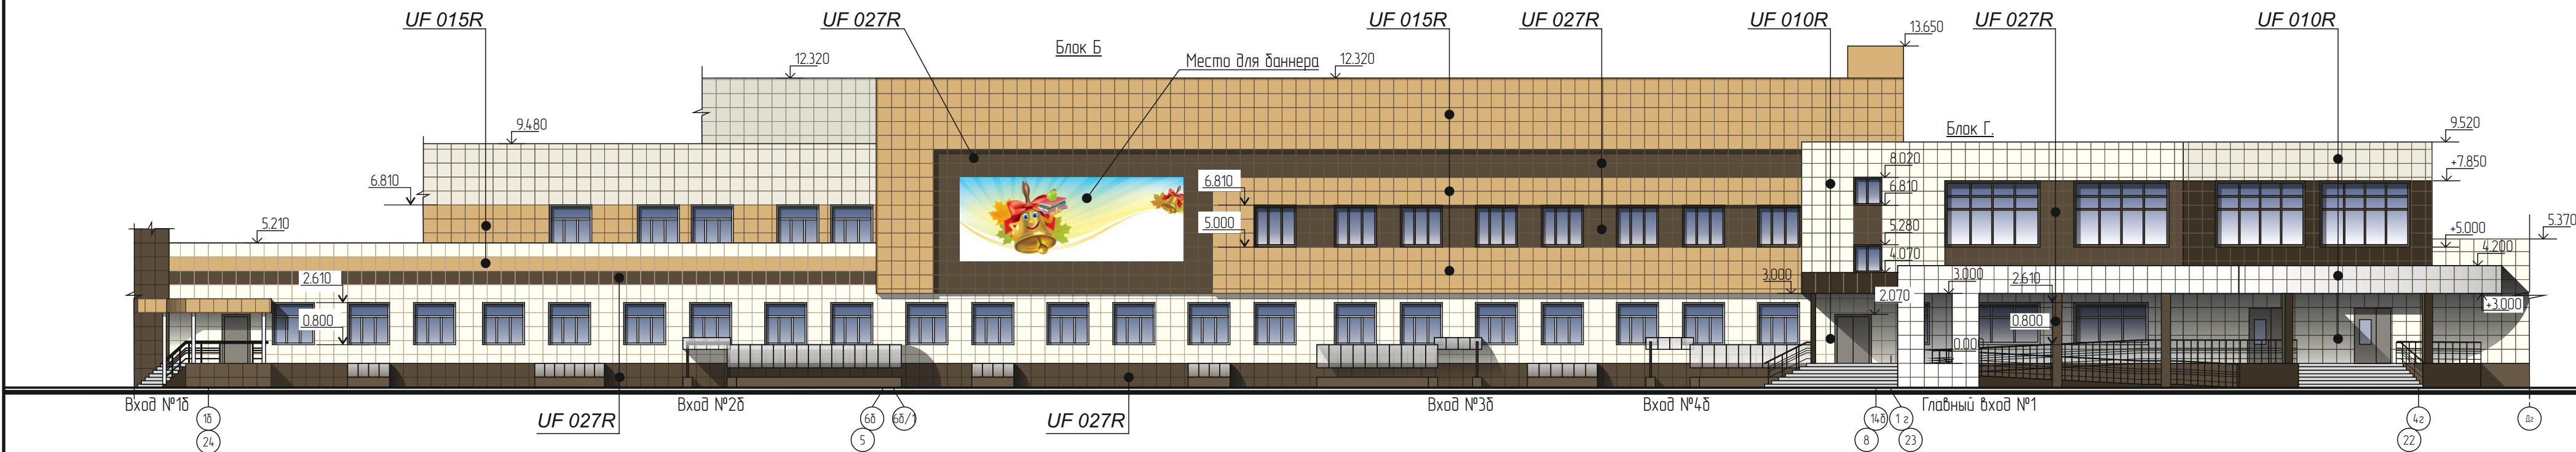 UF 015R
UF 027R
UF 015R
UF 027R
UF 010R
UF 027R
UF 010R
13.650
Блок Б
Место для баннера
12.320
12.320
9.480
Блок Г.
9.520
8.020
+7.850
6.810
6.810
6.810
5.210
5.000
5.280
+5.000
5.370
4.200
4.070
2.610
3.000
3.000
2.610
+3.000
2.070
0.800
0.800
0.000
Вход №1б
Вход №2б
Вход №3б
Вход №4б
Главный вход №1
1б
6б
6б/1
14б
1 г
4г
Dг
UF 027R
UF 027R
24
5
8
23
22